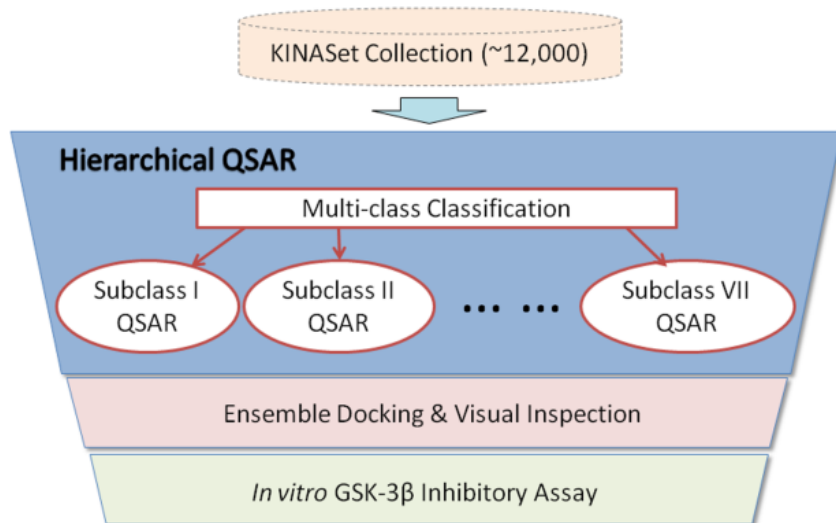 KINASet Collection (~12,000)
Hierarchical QSAR
Multi-class Classification
Subclass I
QSAR
Subclass II
QSAR
... ...
Subclass VII
QSAR
Ensemble Docking & Visual Inspection
In vitro GSK-3β Inhibitory Assay